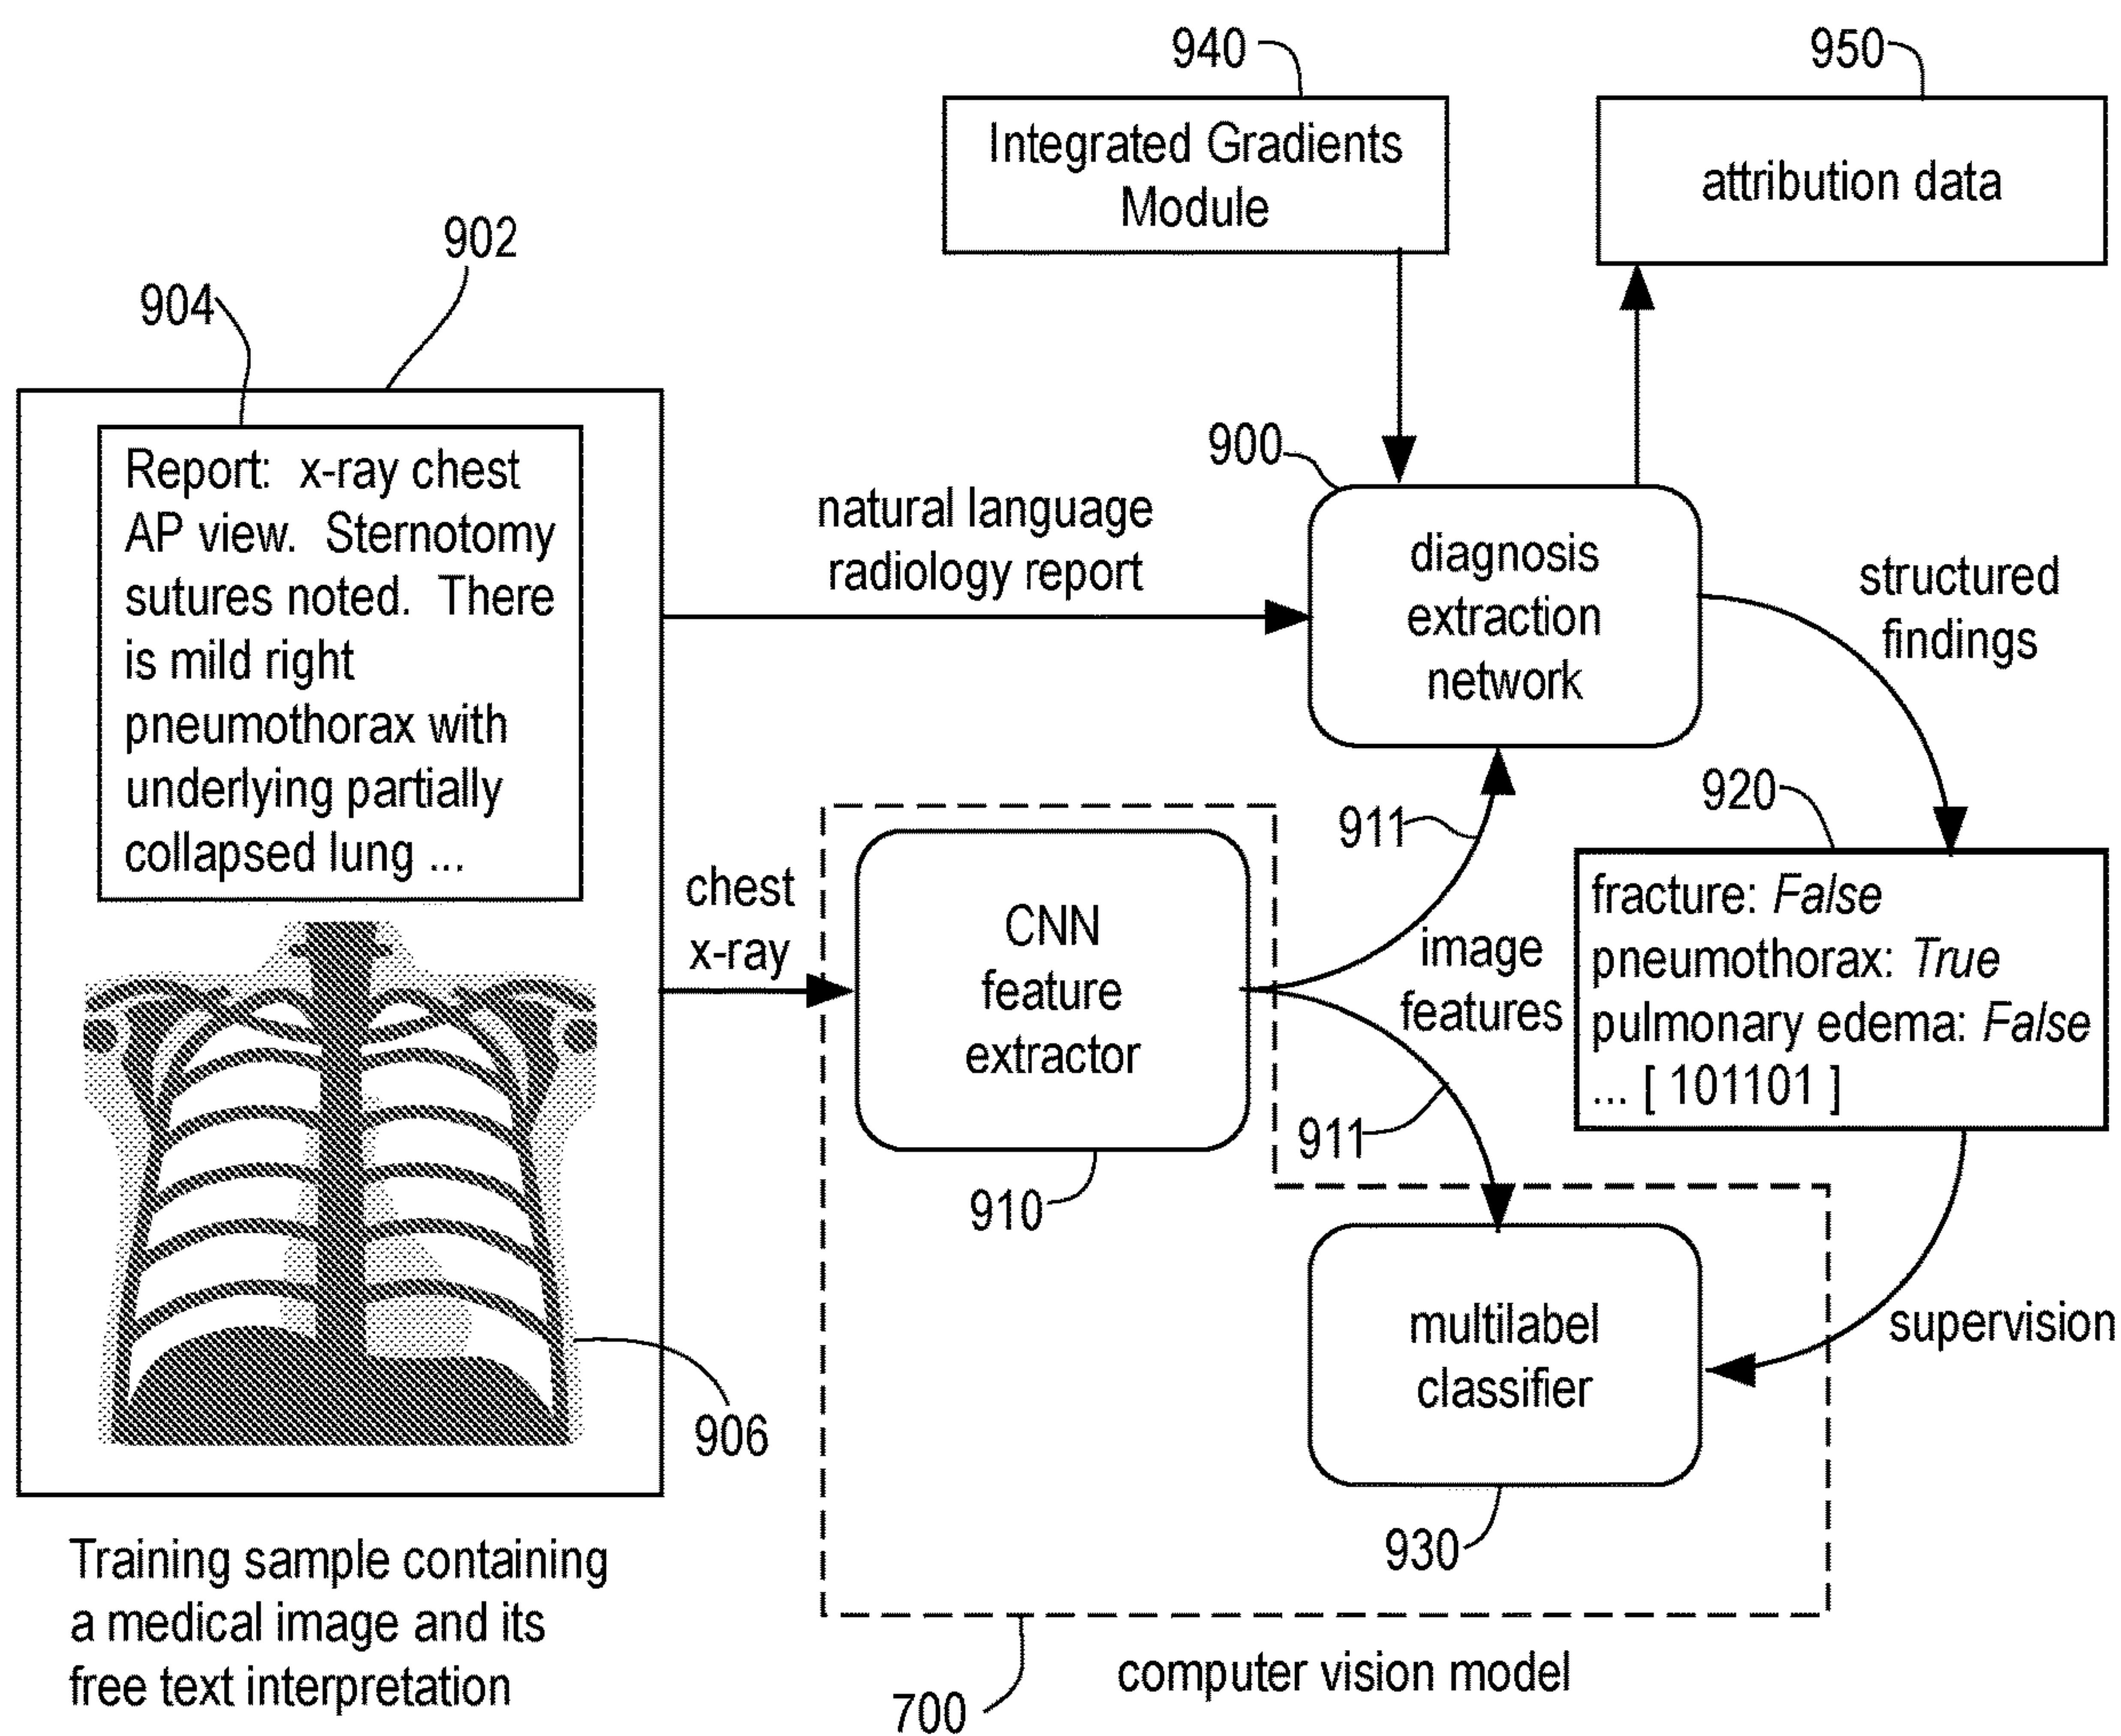 940
950
Integrated Gradients
Module
attribution data
902
904
900
Report: x-ray chest
AP view. Sternotomy
sutures noted. There
is mild right
pneumothorax with
underlying partially
collapsed lung ...
natural language
radiology report
diagnosis
extraction
network
structured
findings
920
911
chest
x-ray
CNN
feature
extractor
image
features
fracture: False
pneumothorax: True
pulmonary edema: False
... [ 101101 ]
911
910
multilabel
classifier
supervision
906
930
Training sample containing
a medical image and its
free text interpretation
computer vision model
700